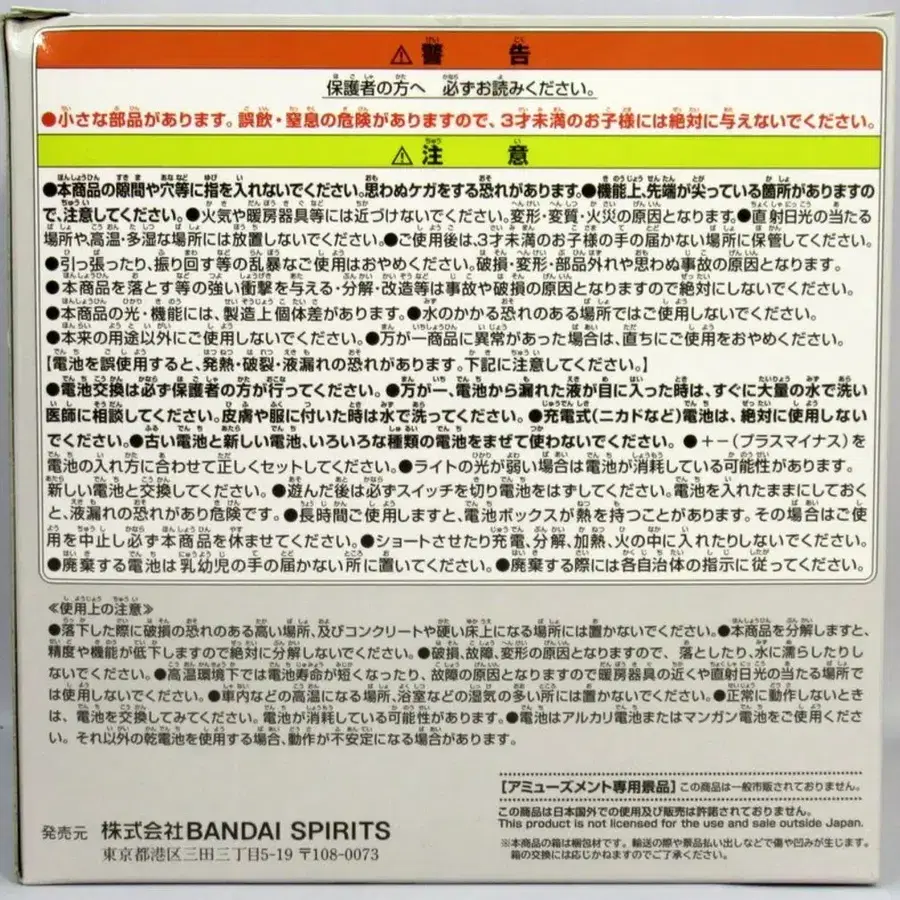 ⚠警告
保護者の方へ 必ずお読みください。
●小さな部品があります。誤飲・窒息の危険がありますので、3才未満のお子様には絶対に与えないでください。
⚠注意
●本商品の隙間や穴等に指を入れないでください。思わぬケガをする恐れがあります。●機能上、先端が尖っている箇所がありますの
で、注意してください。●火気や暖房器具等には近づけないでください。変形・変質・火災の原因となります。●直射日光の当たる
場所や、高温・多湿な場所には放置しないでください。●ご使用後は、3才未満のお子様の手の届かない場所に保管してください。
●引っ張ったり、振り回す等の乱暴なご使用はおやめください。破損・変形・部品外れや思わぬ事故の原因となります。
●本商品を落とす等の強い衝撃を与える・分解・改造等は事故や破損の原因となりますので絶対にしないでください。
●本商品の光・機能には、製造上個体差があります。●水のかかる恐れのある場所ではご使用しないでください。
●本来の用途以外にご使用しないでください。●万が一商品に異常があった場合は、直ちにご使用をおやめください。
【電池を誤使用すると、発熱・破裂・液漏れの恐れがあります。下記に注意してください。】
●電池交換は必ず保護者の方が行ってください。●万が一、電池から漏れた液が目に入った時は、すぐに大量の水で洗い
医師に相談してください。皮膚や服に付いた時は水で洗ってください。●充電式(ニカドなど)電池は、絶対に使用しない
でください。●古い電池と新しい電池、いろいろな種類の電池をまぜて使わないでください。●+-(プラスマイナス)を
電池の入れ方に合わせて正しくセットしてください。●ライトの光が弱い場合は電池が消耗している可能性があります。
新しい電池と交換してください。●遊んだ後は必ずスイッチを切り電池をはずしてください。電池を入れたままにしておく
と、液漏れの恐れがあり危険です。●長時間ご使用しますと、電池ボックスが熱を持つことがあります。その場合はご使
用を中止し必ず本商品を休ませてください。●ショートさせたり充電、分解、加熱、火の中に入れたりしないでください。
●廃棄する電池は乳幼児の手の届かない所に置いてください。●廃棄する際には各自治体の指示に従ってください。
≪使用上の注意≫
●落下した際に破損の恐れのある高い場所、及びコンクリートや硬い床上になる場所には置かないでください。●本商品を分解しますと、
精度や機能が低下しますので絶対に分解しないでください。●破損、故障、変形の原因となりますので、落としたり、水に濡らしたりし
ないでください。●高温環境下では電池寿命が短くなったり、故障の原因となりますので暖房器具の近くや直射日光の当たる場所で
は使用しないでください。●車内などの高温になる場所、浴室などの湿気の多い所には置かないでください。●正常に動作しないとき
は、電池を交換してみてください。電池が消耗している可能性があります。●電池はアルカリ電池またはマンガン電池をご使用くださ
い。それ以外の乾電池を使用する場合、動作が不安定になる場合があります。
【アミューズメント専用景品】この商品は一般市販されておりません。
この商品は日本国外での使用及び販売は許諾されておりません。
This product is not licensed for the use and sale outside Japan.
※本商品の箱は梱包材です。輸送の際や景品払い出しなどで傷や凹みが生じます。
箱の交換には応じかねますのでご了承ください。
発売元 株式会社BANDAI SPIRITS
東京都港区三田三丁目5-19 〒108-0073